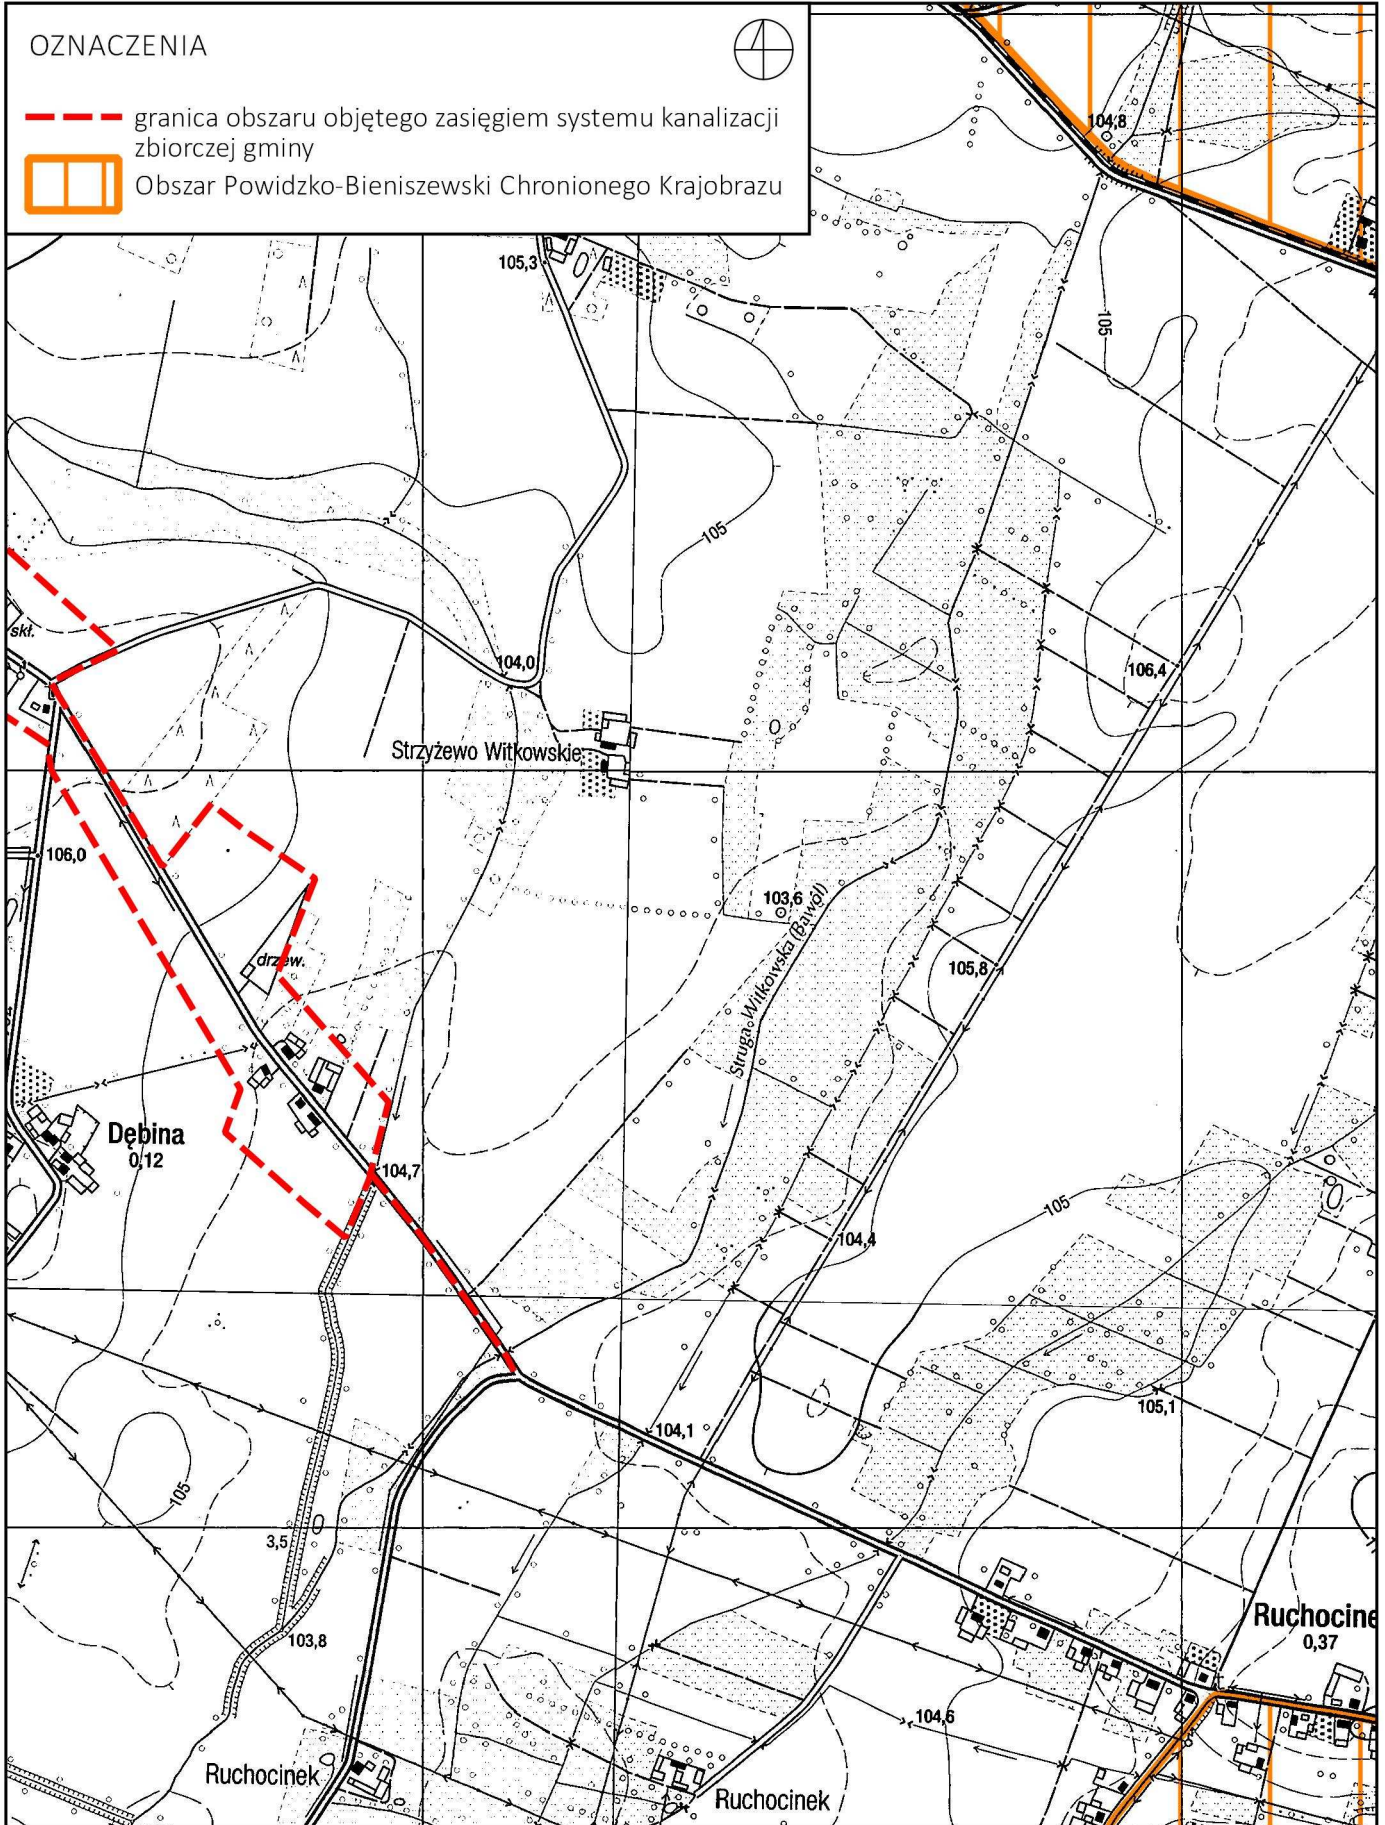 OZNACZENIA
granica obszaru objętego zasięgiem systemu kanalizacji
zbiorczej gminy
Obszar Powidzko-Bieniszewski Chronionego Krajobrazu
104,8
105,3
105
105
skł.
104,0
106,4
Strzyżewo Witkowskie
106,0
103,6
Struga Witkowska (Bawół)
105,8
drzew.
Dębina
0,12
104,7
105
104,4
105,1
104,1
105
3,5
103,8
Ruchocine
0,37
104,6
Ruchocinek
Ruchocinek